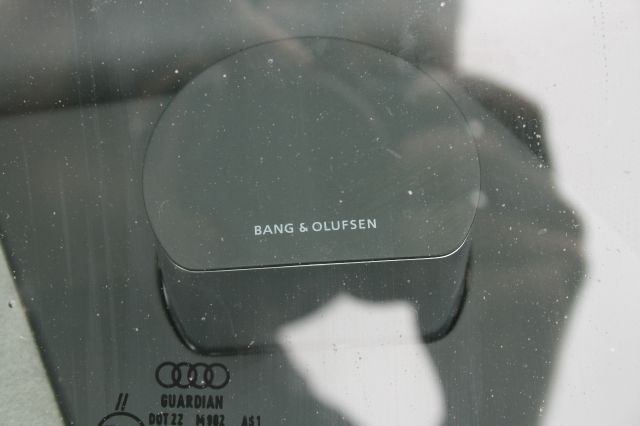 BANG & OLUFSEN
GUARDIAN
DOT22 M982 AS1